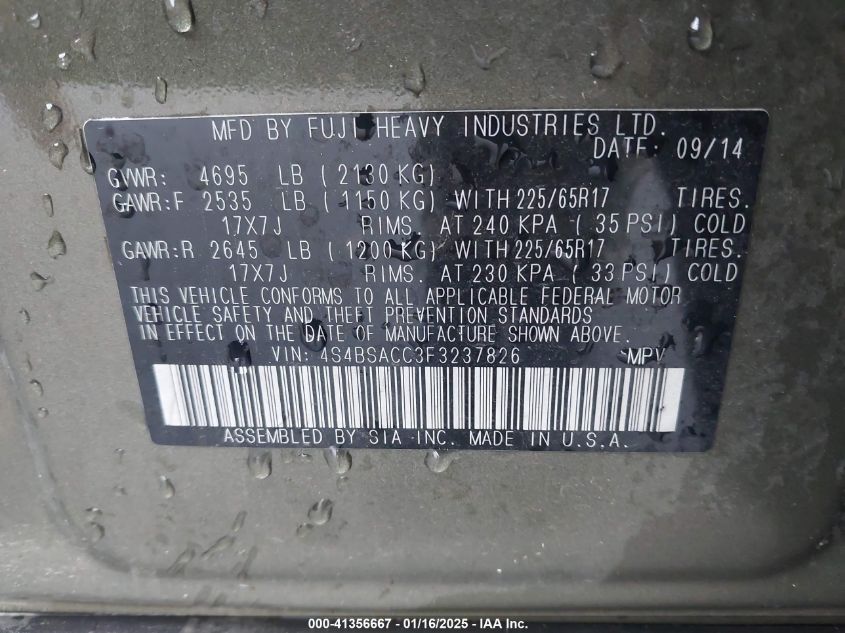 MFD BY FUJI HEAVY INDUSTRIES LTD.
DATE: 09/14
GVWR: 4695 LB (2130 KG)
GAWR:F 2535 LB (1150 KG) WITH 225/65R17 TIRES.
17X7J RIMS. AT 240 KPA (35 PSI) COLD
GAWR:R 2645 LB (1200 KG) WITH 225/65R17 TIRES.
17X7J RIMS. AT 230 KPA (33 PSI) COLD
THIS VEHICLE CONFORMS TO ALL APPLICABLE FEDERAL MOTOR
VEHICLE SAFETY AND THEFT PREVENTION STANDARDS
IN EFFECT ON THE DATE OF MANUFACTURE SHOWN ABOVE.
VIN: 4S4BSACC3F3237826 MPV
ASSEMBLED BY SIA INC. MADE IN U.S.A.
000-41356667 - 01/16/2025 - IAA Inc.